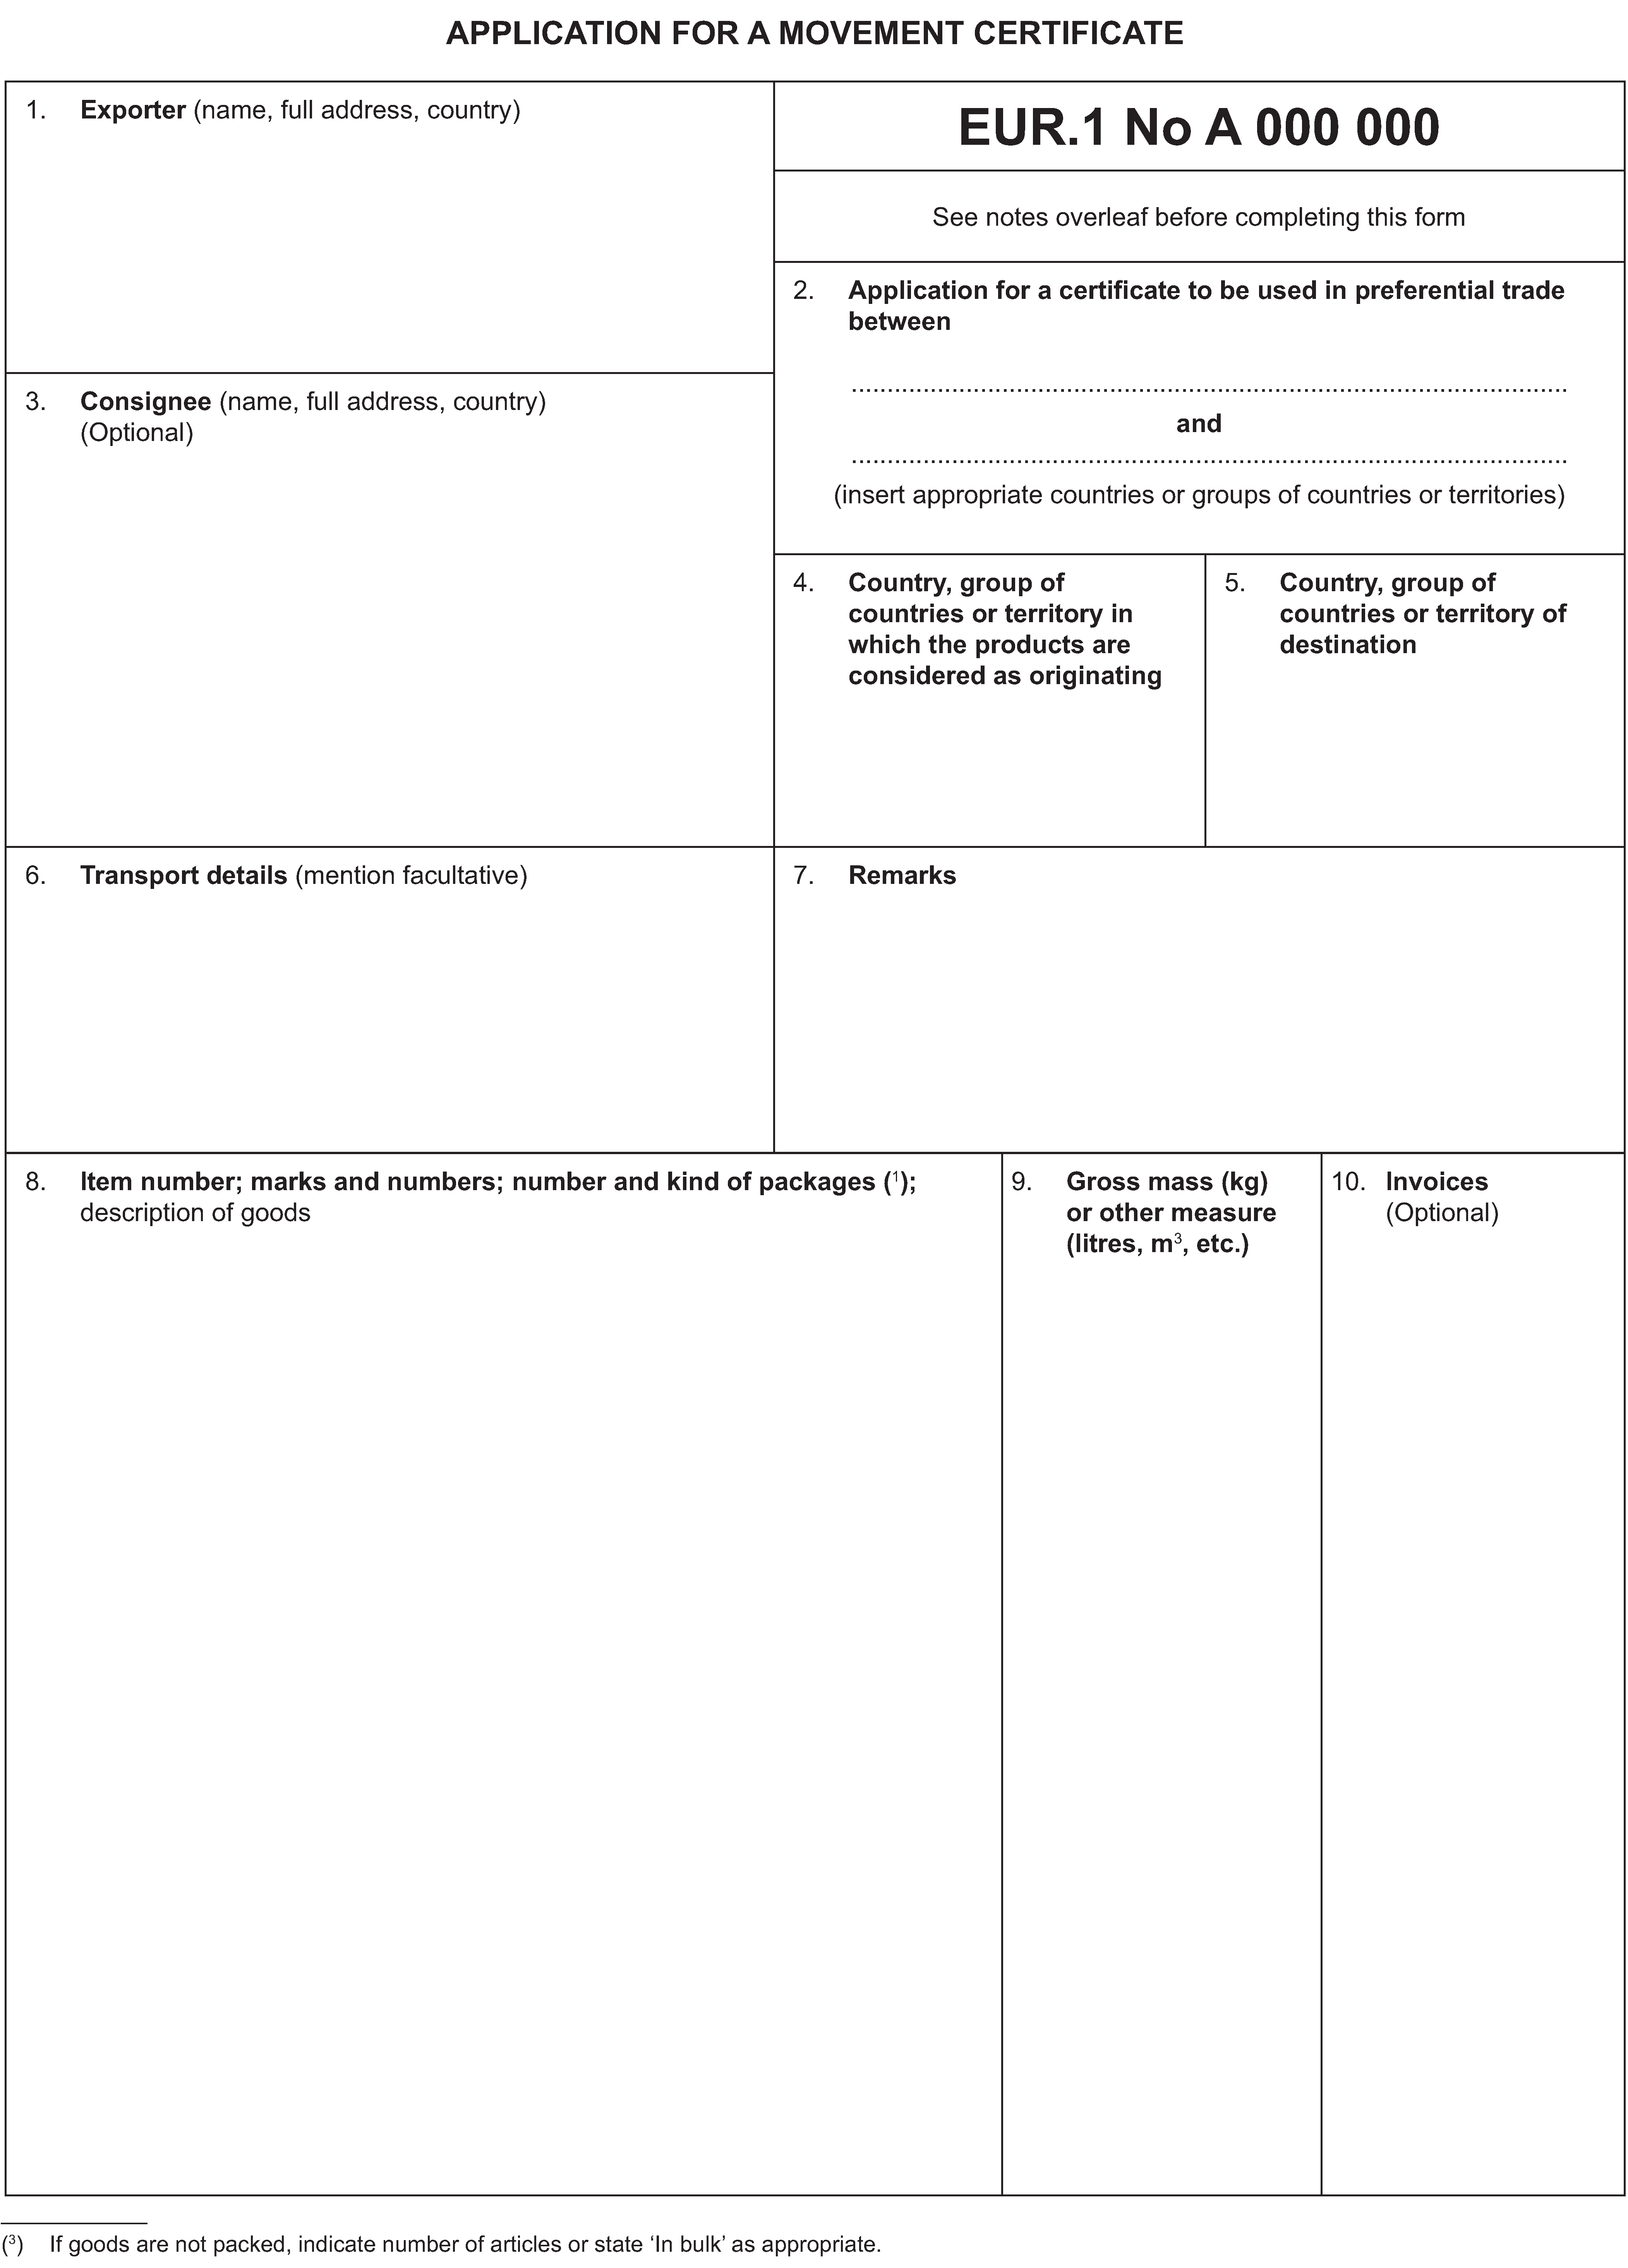 APPLICATION FOR A MOVEMENT CERTIFICATE
1. Exporter (name, full address, country)
EUR.1 No A 000 000
See notes overleaf before completing this form
2. Application for a certificate to be used in preferential trade
between
....................................................................................................
and
....................................................................................................
(insert appropriate countries or groups of countries or territories)
3. Consignee (name, full address, country)
(Optional)
4. Country, group of
countries or territory in
which the products are
considered as originating
5. Country, group of
countries or territory of
destination
6. Transport details (mention facultative)
7. Remarks
8. Item number; marks and numbers; number and kind of packages (¹);
description of goods
9. Gross mass (kg)
or other measure
(litres, m³, etc.)
10. Invoices
(Optional)
(³) If goods are not packed, indicate number of articles or state ‘In bulk’ as appropriate.